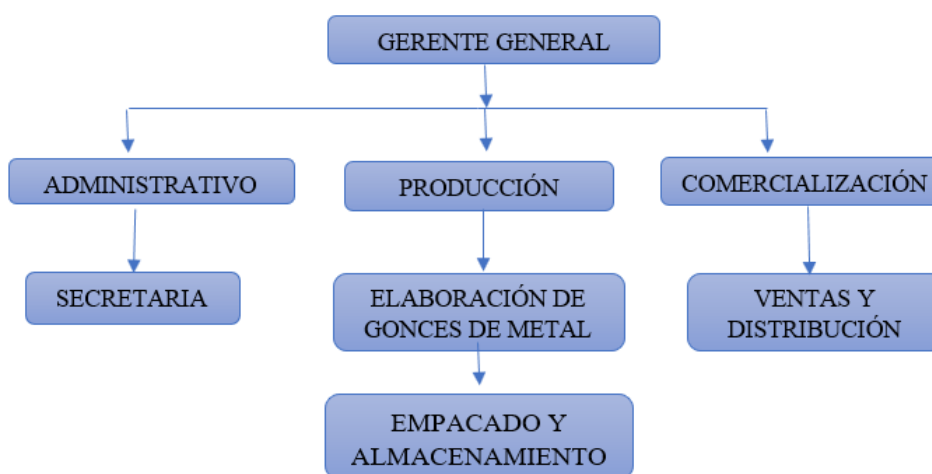 GERENTE GENERAL
ADMINISTRATIVO
PRODUCCIÓN
COMERCIALIZACIÓN
SECRETARIA
ELABORACIÓN DE
GONCES DE METAL
VENTAS Y
DISTRIBUCIÓN
EMPACADO Y
ALMACENAMIENTO